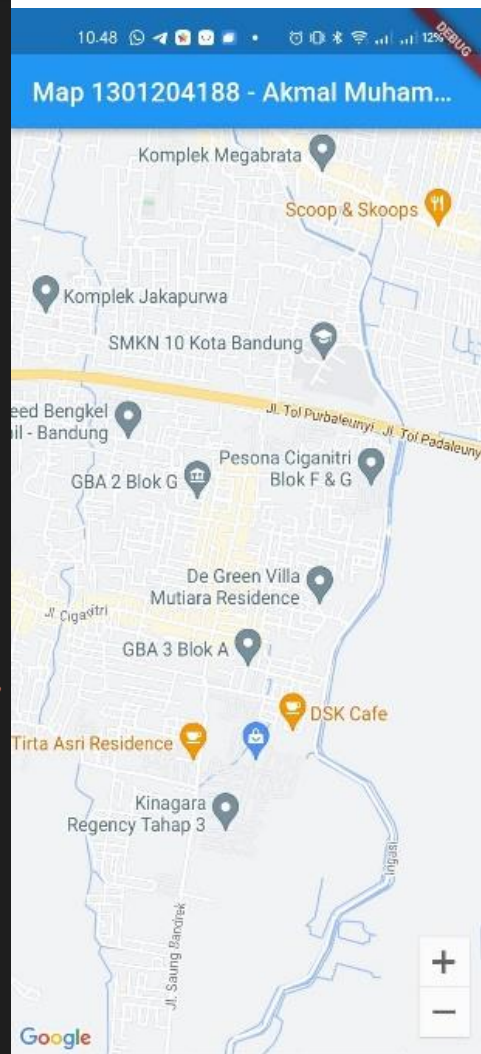 10.48
12%
DEBUG
Map 1301204188 - Akmal Muham...
Komplek Megabrata
Scoop & Skoops
Komplek Jakapurwa
SMKN 10 Kota Bandung
eed Bengkel
il - Bandung
Jl. Tol Purbaleunyi
Jl. Tol Padaleuny
Pesona Ciganitri
Blok F & G
GBA 2 Blok G
De Green Villa
Mutiara Residence
Jl. Ciganitri
GBA 3 Blok A
DSK Cafe
Tirta Asri Residence
Kinagara
Regency Tahap 3
Irigasi
Jl. Saung Bandrek
+
−
Google